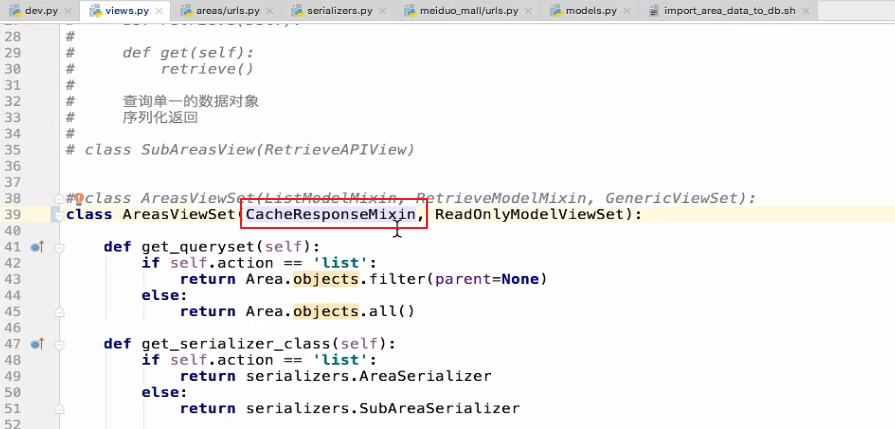 dev.py views.py areas/urls.py serializers.py meiduo_mall/urls.py models.py import_area_data_to_db.sh
28 #
29 # def get(self):
30 # retrieve()
31 #
32 # 查询单一的数据对象
33 # 序列化返回
34 #
35 # class SubAreasView(RetrieveAPIView)
36
37
38 # class AreasViewSet(ListModelMixin, RetrieveModelMixin, GenericViewSet):
39 class AreasViewSet(CacheResponseMixin, ReadOnlyModelViewSet):
40
41 def get_queryset(self):
42 if self.action == 'list':
43 return Area.objects.filter(parent=None)
44 else:
45 return Area.objects.all()
46
47 def get_serializer_class(self):
48 if self.action == 'list':
49 return serializers.AreaSerializer
50 else:
51 return serializers.SubAreaSerializer
52